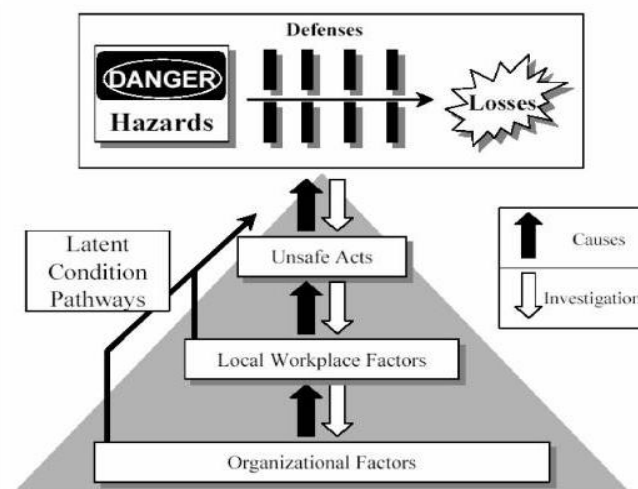 Defenses
DANGER
Hazards
Losses
Latent
Condition
Pathways
Unsafe Acts
Causes
Investigation
Local Workplace Factors
Organizational Factors